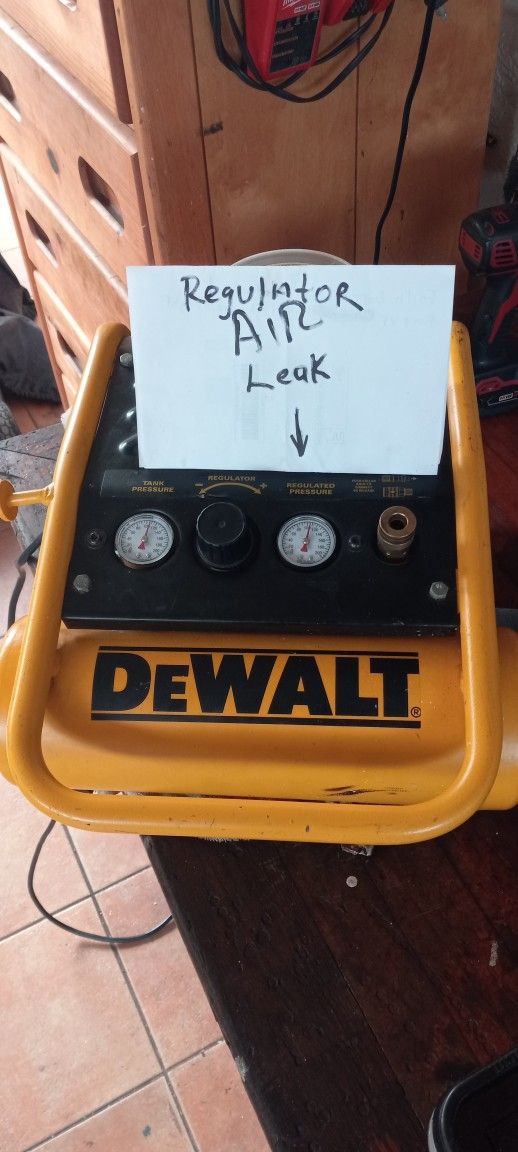 Regulator
AIR
Leak
TANK PRESSURE
REGULATOR
- +
REGULATED PRESSURE
DEWALT®